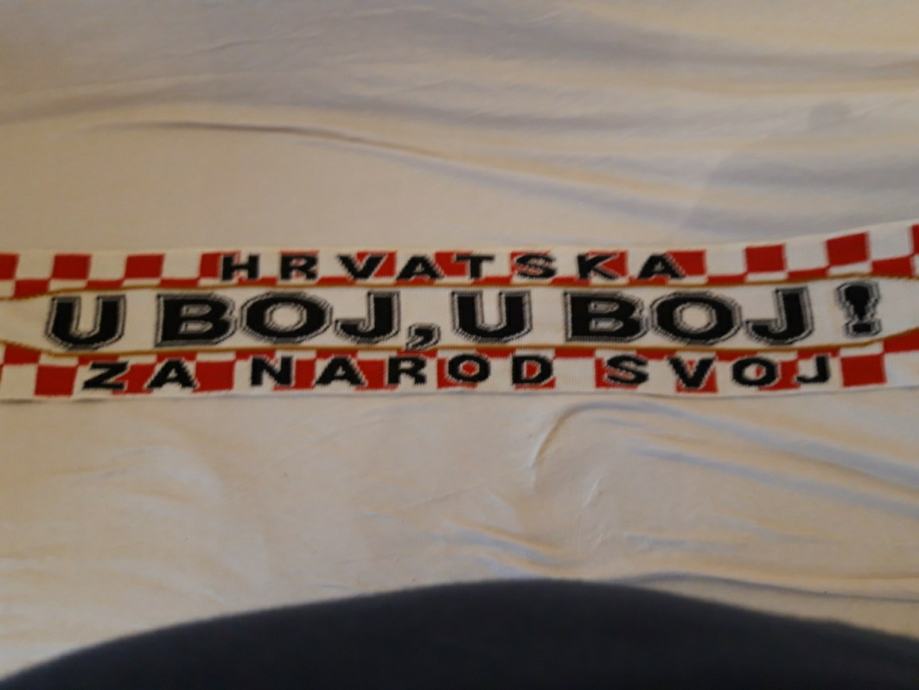 HRVATSKA
U BOJ, U BOJ!
ZA NAROD SVOJ